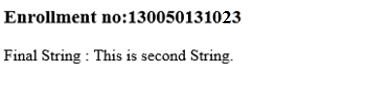 Enrollment no:130050131023
Final String : This is second String.